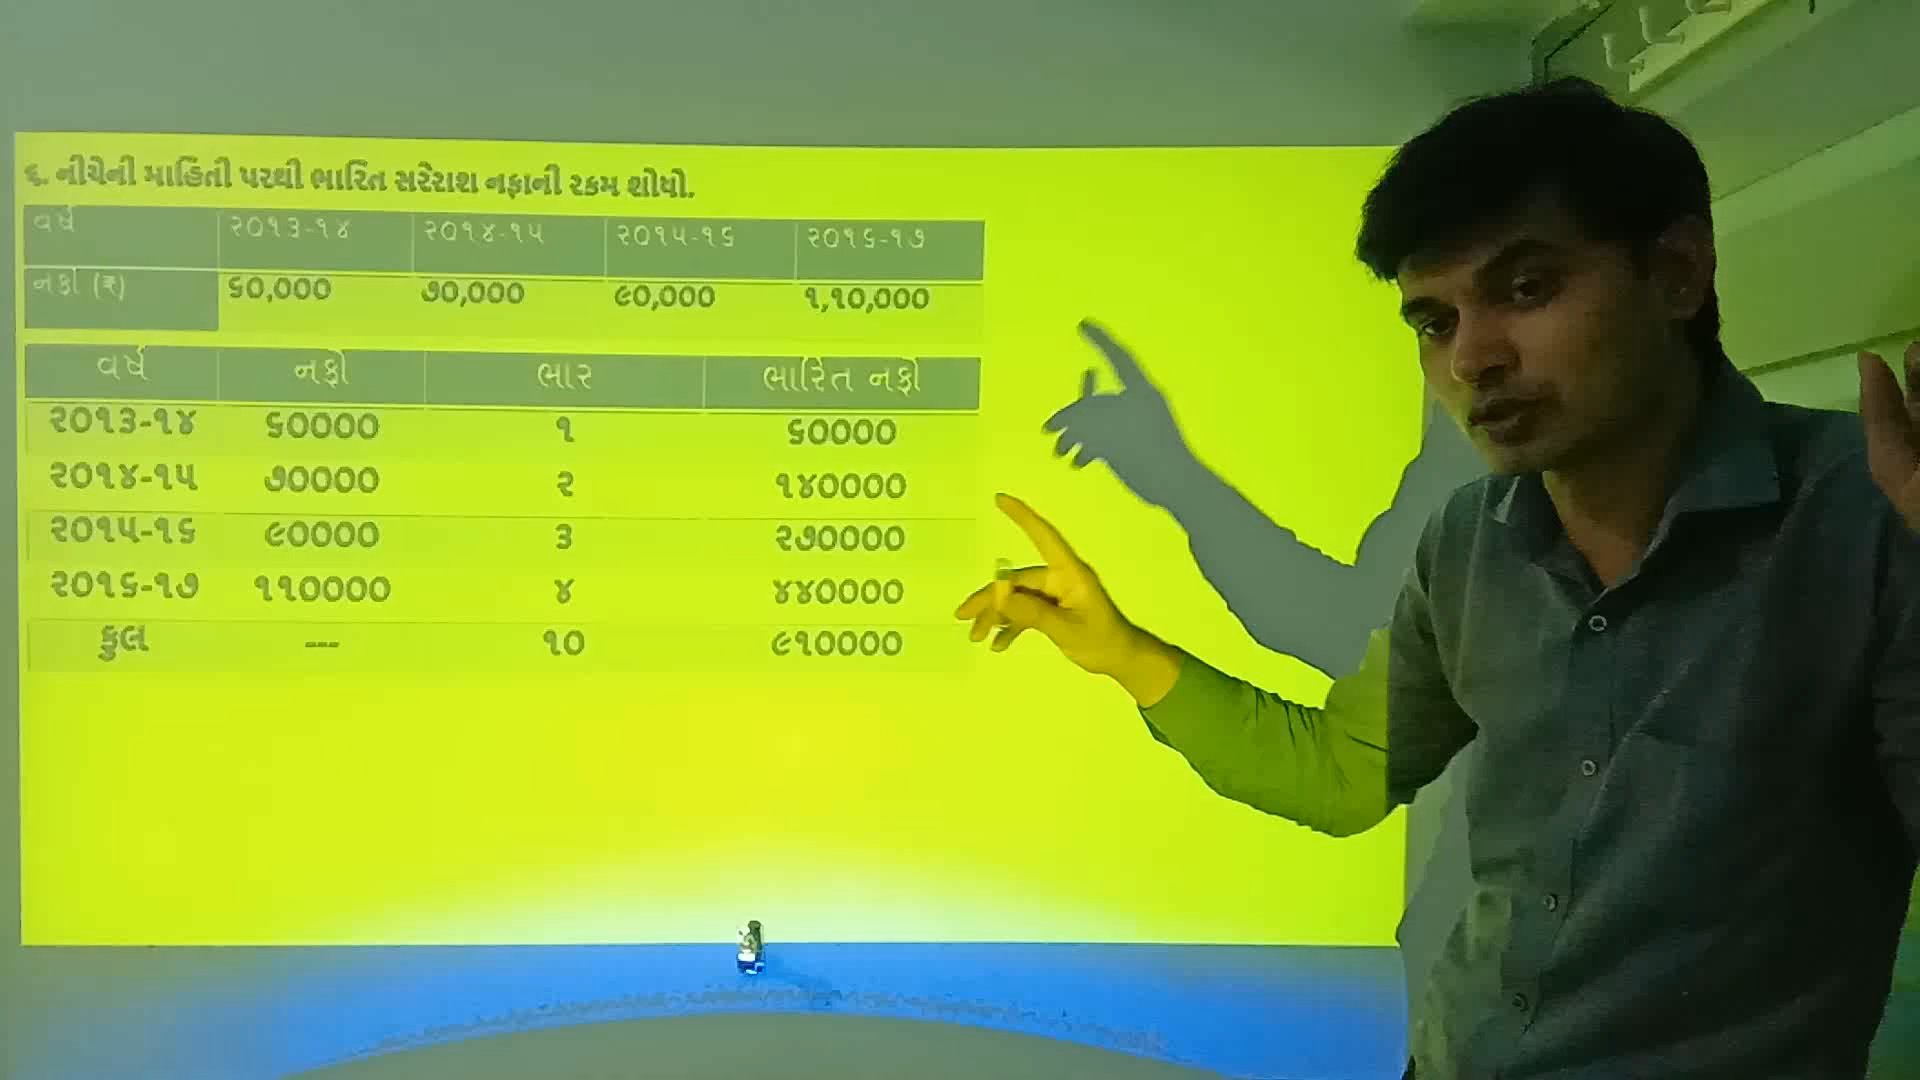 ૬. નીચેની માહિતી પરથી ભારિત સરેરાશ નફાની રકમ શોધો.
વર્ષ ૨૦૧૩-૧૪ ૨૦૧૪-૧૫ ૨૦૧૫-૧૬ ૨૦૧૬-૧૭
નફો (₹) ૬૦,૦૦૦ ૭૦,૦૦૦ ૯૦,૦૦૦ ૧,૧૦,૦૦૦
વર્ષ નફો ભાર ભારિત નફો
૨૦૧૩-૧૪ ૬૦૦૦૦ ૧ ૬૦૦૦૦
૨૦૧૪-૧૫ ૭૦૦૦૦ ૨ ૧૪૦૦૦૦
૨૦૧૫-૧૬ ૯૦૦૦૦ ૩ ૨૭૦૦૦૦
૨૦૧૬-૧૭ ૧૧૦૦૦૦ ૪ ૪૪૦૦૦૦
કુલ --- ૧૦ ૯૧૦૦૦૦